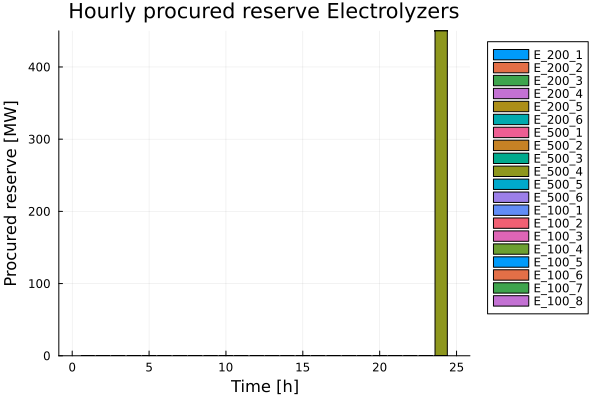 Hourly procured reserve Electrolyzers
Procured reserve [MW]
400
300
200
100
0
0 5 10 15 20 25
Time [h]
E_200_1
E_200_2
E_200_3
E_200_4
E_200_5
E_200_6
E_500_1
E_500_2
E_500_3
E_500_4
E_500_5
E_500_6
E_100_1
E_100_2
E_100_3
E_100_4
E_100_5
E_100_6
E_100_7
E_100_8